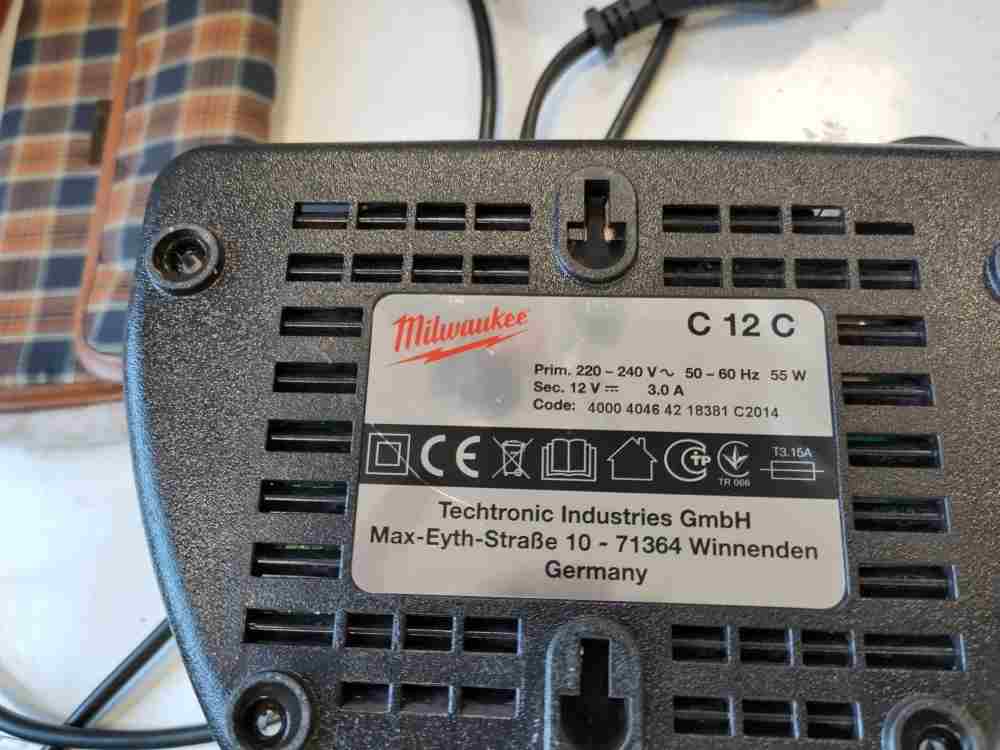 Milwaukee
C 12 C
Prim. 220 – 240 V ~ 50 – 60 Hz 55 W
Sec. 12 V ⎓ 3.0 A
Code: 4000 4046 42 18381 C2014
CE TP TR 066 T3.15A
Techtronic Industries GmbH
Max-Eyth-Straße 10 - 71364 Winnenden
Germany